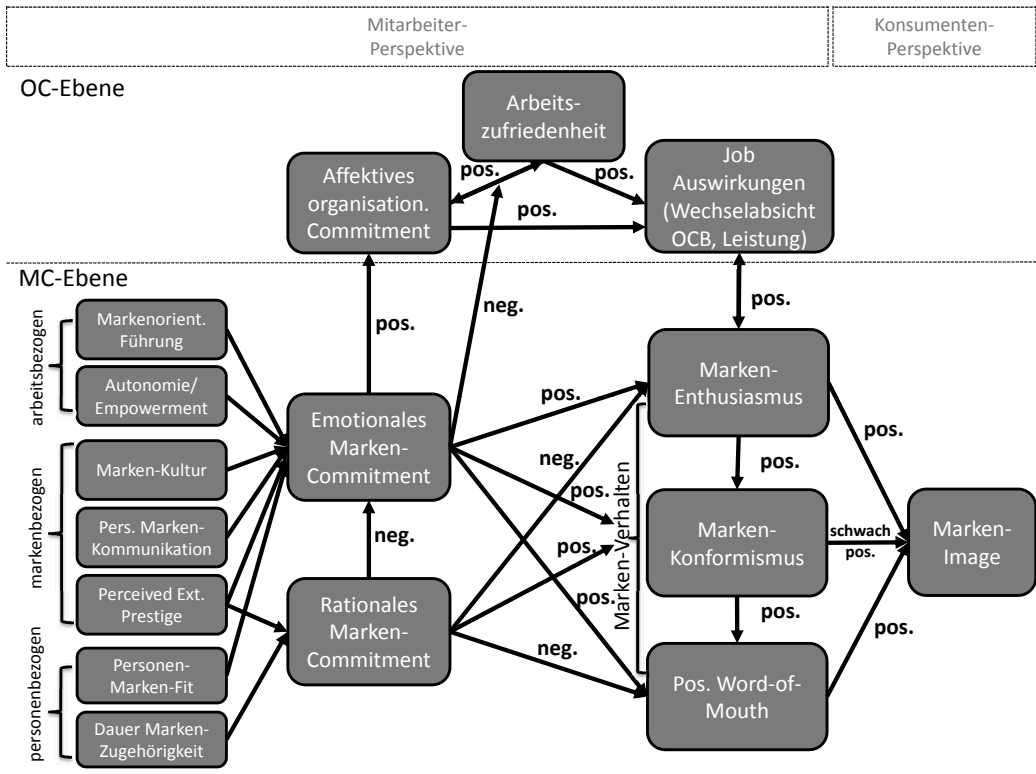 Mitarbeiter-
Perspektive
Konsumenten-
Perspektive
OC-Ebene
Arbeits-
zufriedenheit
Affektives
organisation.
Commitment
pos.
pos.
pos.
Job
Auswirkungen
(Wechselabsicht
OCB, Leistung)
MC-Ebene
pos.
neg.
pos.
arbeitsbezogen
Markenorient.
Führung
Autonomie/
Empowerment
markenbezogen
Marken-Kultur
Pers. Marken-
Kommunikation
Perceived Ext.
Prestige
personenbezogen
Personen-
Marken-Fit
Dauer Marken-
Zugehörigkeit
Emotionales
Marken-
Commitment
neg.
Rationales
Marken-
Commitment
pos.
neg.
pos.
pos.
pos.
neg.
Marken-Verhalten
Marken-
Enthusiasmus
pos.
Marken-
Konformismus
pos.
Pos. Word-of-
Mouth
pos.
schwach
pos.
pos.
Marken-
Image